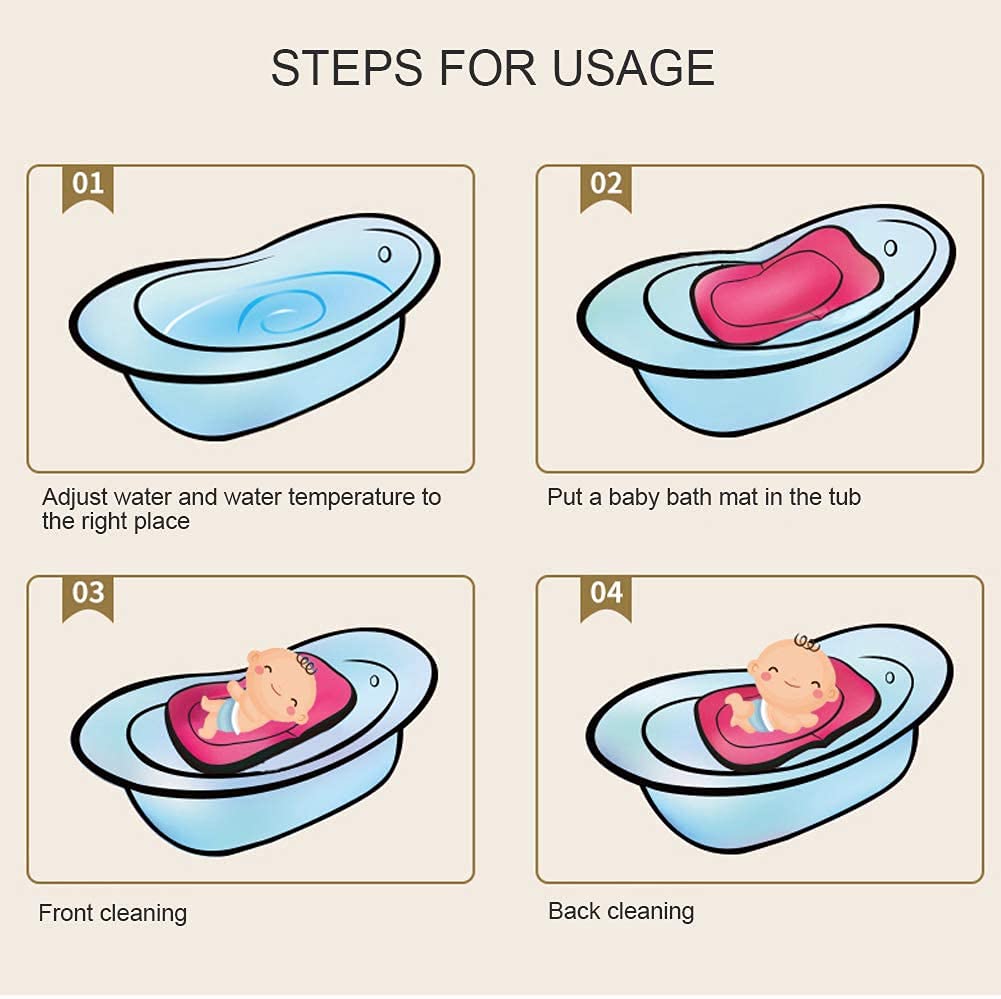 STEPS FOR USAGE
01
02
Adjust water and water temperature to
the right place
Put a baby bath mat in the tub
03
04
Front cleaning
Back cleaning